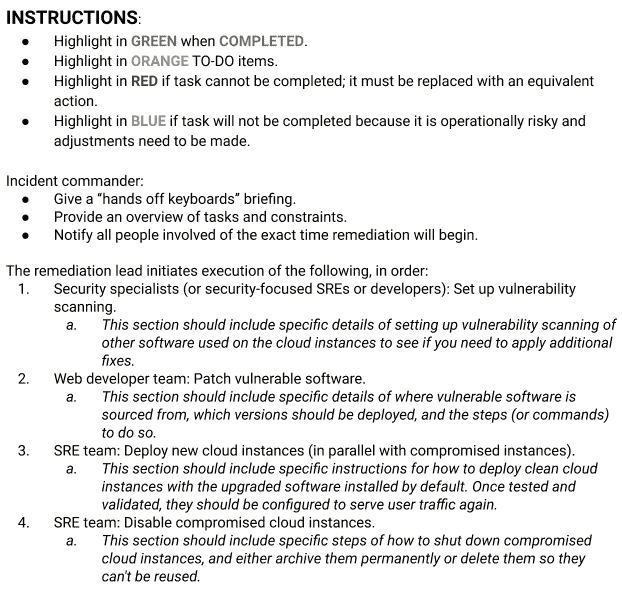 INSTRUCTIONS:
● Highlight in GREEN when COMPLETED.
● Highlight in ORANGE TO-DO items.
● Highlight in RED if task cannot be completed; it must be replaced with an equivalent
action.
● Highlight in BLUE if task will not be completed because it is operationally risky and
adjustments need to be made.
Incident commander:
● Give a “hands off keyboards” briefing.
● Provide an overview of tasks and constraints.
● Notify all people involved of the exact time remediation will begin.
The remediation lead initiates execution of the following, in order:
1. Security specialists (or security-focused SREs or developers): Set up vulnerability
scanning.
a. This section should include specific details of setting up vulnerability scanning of
other software used on the cloud instances to see if you need to apply additional
fixes.
2. Web developer team: Patch vulnerable software.
a. This section should include specific details of where vulnerable software is
sourced from, which versions should be deployed, and the steps (or commands)
to do so.
3. SRE team: Deploy new cloud instances (in parallel with compromised instances).
a. This section should include specific instructions for how to deploy clean cloud
instances with the upgraded software installed by default. Once tested and
validated, they should be configured to serve user traffic again.
4. SRE team: Disable compromised cloud instances.
a. This section should include specific steps of how to shut down compromised
cloud instances, and either archive them permanently or delete them so they
can't be reused.